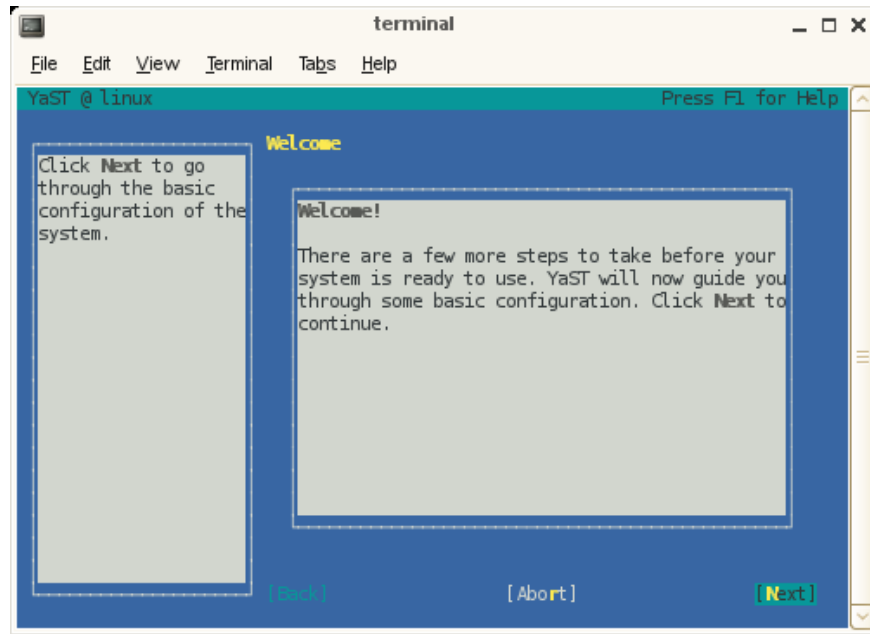 terminal
File Edit View Terminal Tabs Help
YaST @ linux Press F1 for Help
Click Next to go
through the basic
configuration of the
system.
Welcome
Welcome!
There are a few more steps to take before your
system is ready to use. YaST will now guide you
through some basic configuration. Click Next to
continue.
[Back] [Abort] [Next]